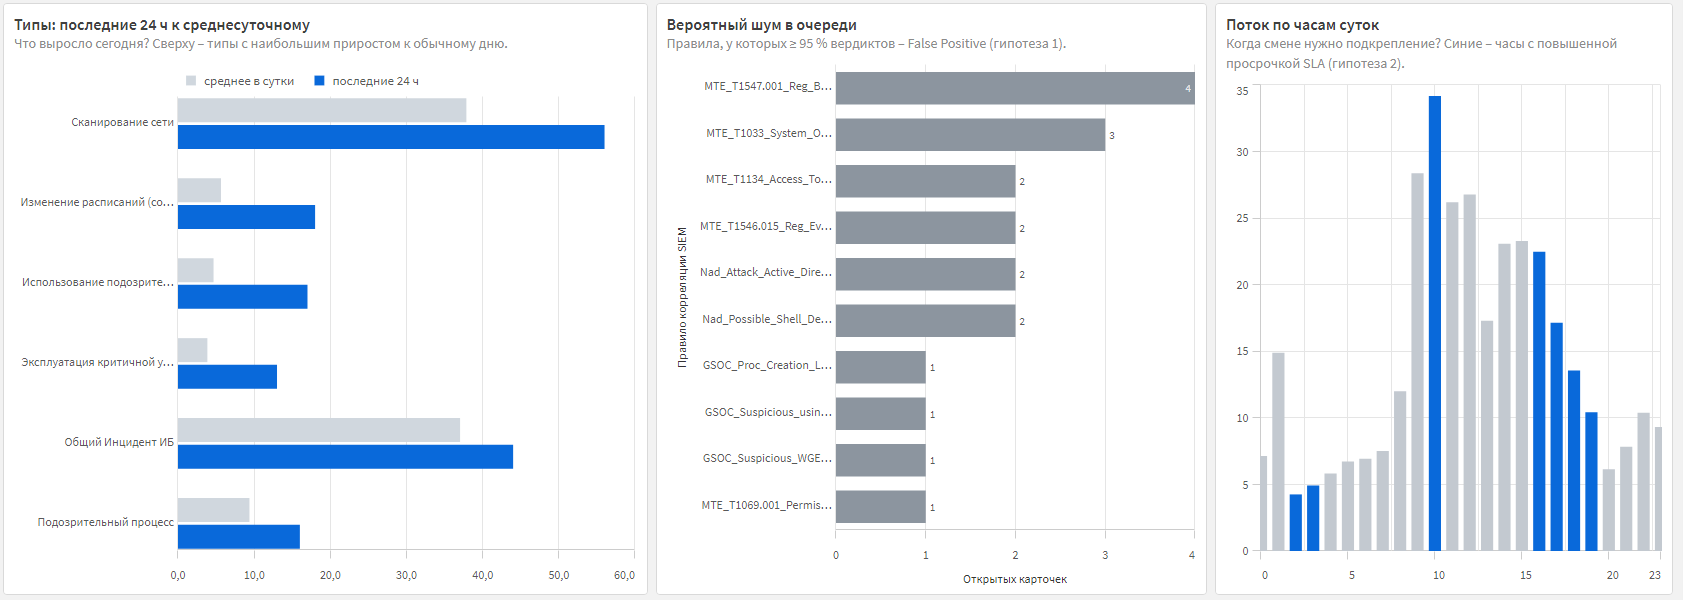 Типы: последние 24 ч к среднесуточному
Что выросло сегодня? Сверху – типы с наибольшим приростом к обычному дню.
среднее в сутки
последние 24 ч
Сканирование сети
Изменение расписаний (со...
Использование подозрите...
Эксплуатация критичной у...
Общий Инцидент ИБ
Подозрительный процесс
0,0
10,0
20,0
30,0
40,0
50,0
60,0
Вероятный шум в очереди
Правила, у которых ≥ 95 % вердиктов – False Positive (гипотеза 1).
Правило корреляции SIEM
MTE_T1547.001_Reg_B...
4
MTE_T1033_System_O...
3
MTE_T1134_Access_To...
2
MTE_T1546.015_Reg_Ev...
2
Nad_Attack_Active_Dire...
2
Nad_Possible_Shell_De...
2
GSOC_Proc_Creation_L...
1
GSOC_Suspicious_usin...
1
GSOC_Suspicious_WGE...
1
MTE_T1069.001_Permis...
1
0
1
2
3
4
Открытых карточек
Поток по часам суток
Когда смене нужно подкрепление? Синие – часы с повышенной
просрочкой SLA (гипотеза 2).
35
30
25
20
15
10
5
0
0
5
10
15
20
23